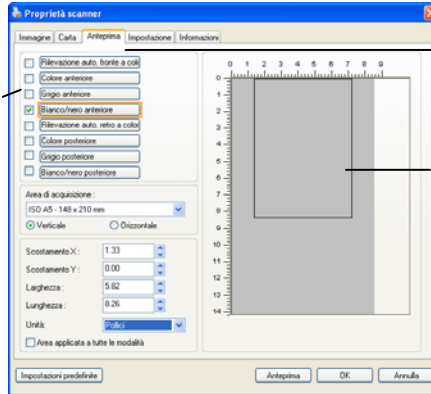 Proprietà scanner
Immagine Carta Anteprima Impostazione Informazioni
Rilevazione auto. fronte a colo
Colore anteriore
Grigio anteriore
Bianco/nero anteriore
Rilevazione auto. retro a color
Colore posteriore
Grigio posteriore
Bianco/nero posteriore
Area di acquisizione :
ISO A5 - 148 x 210 mm
Verticale Orizzontale
Scostamento X : 1.33
Scostamento Y : 0.00
Larghezza : 5.82
Lunghezza : 8.26
Unità: Pollici
Area applicata a tutte le modalità
0 1 2 3 4 5 6 7 8 9
0
1
2
3
4
5
6
7
8
9
10
11
12
13
14
Impostazioni predefinite Anteprima OK Annulla